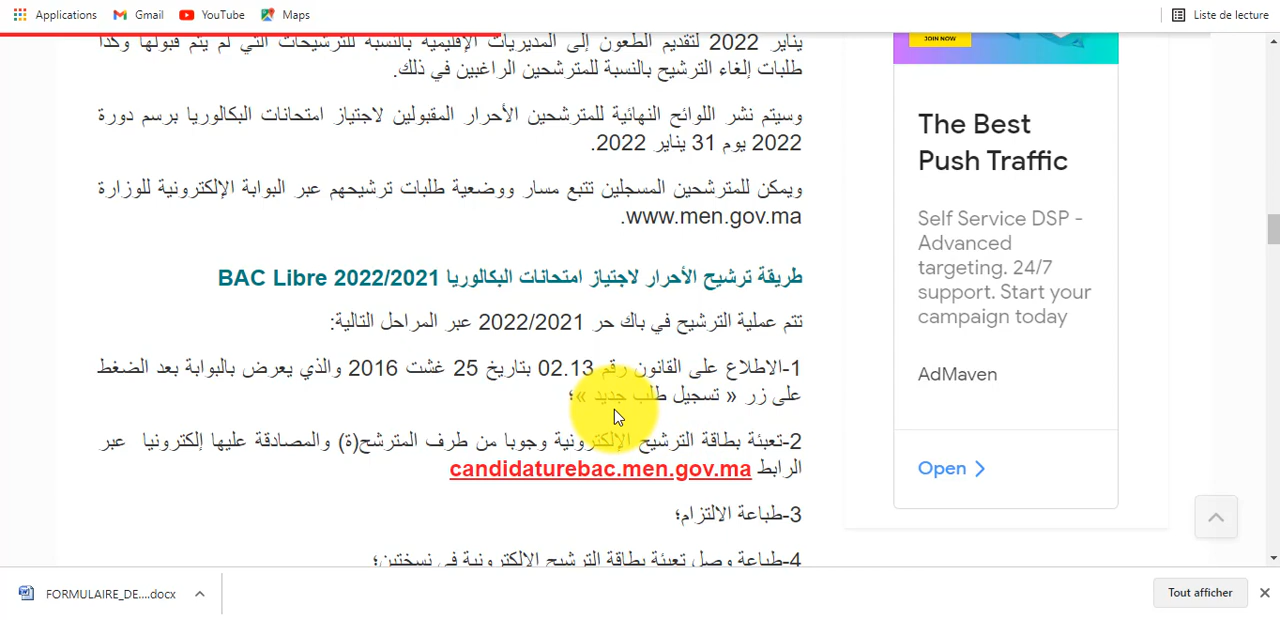 Applications
Gmail
YouTube
Maps
Liste de lecture
يناير 2022 لتقديم الطعون إلى المديريات الإقليمية بالنسبة للترشيحات التي لم يتم قبولها وكذا
طلبات إلغاء الترشيح بالنسبة للمترشحين الراغبين في ذلك.
وسيتم نشر اللوائح النهائية للمترشحين الأحرار المقبولين لاجتياز امتحانات البكالوريا برسم دورة
2022 يوم 31 يناير 2022.
ويمكن للمترشحين المسجلين تتبع مسار ووضعية طلبات ترشيحهم عبر البوابة الإلكترونية للوزارة
www.men.gov.ma.
طريقة ترشيح الأحرار لاجتياز امتحانات البكالوريا BAC Libre 2022/2021
تتم عملية الترشيح في باك حر 2022/2021 عبر المراحل التالية:
1-الاطلاع على القانون رقم 02.13 بتاريخ 25 غشت 2016 والذي يعرض بالبوابة بعد الضغط
على زر « تسجيل طلب جديد »؛
2-تعبئة بطاقة الترشيح الإلكترونية وجوبا من طرف المترشح(ة) والمصادقة عليها إلكترونيا عبر
الرابط candidaturebac.men.gov.ma
3-طباعة الالتزام؛
4-طباعة وصل تعبئة بطاقة الترشيح الإلكترونية في نسختين؛
JOIN NOW
The Best
Push Traffic
Self Service DSP -
Advanced
targeting. 24/7
support. Start your
campaign today
AdMaven
Open
FORMULAIRE_DE....docx
Tout afficher